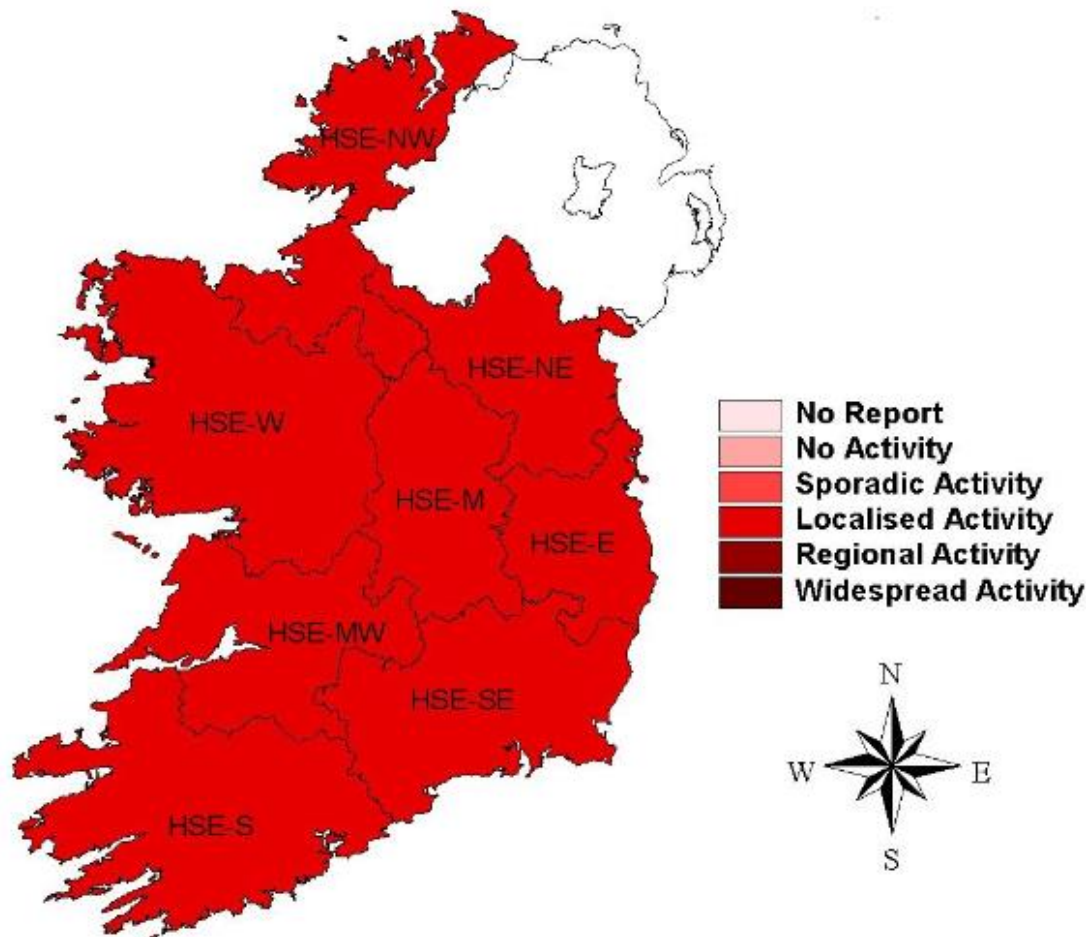 HSE-NW
HSE-NE
HSE-W
HSE-M
HSE-E
HSE-MW
HSE-SE
HSE-S
No Report
No Activity
Sporadic Activity
Localised Activity
Regional Activity
Widespread Activity
N
W
E
S